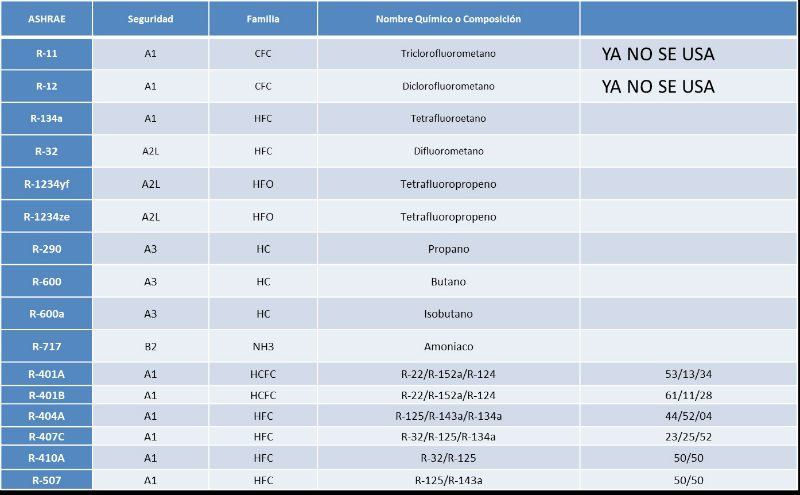 ASHRAE Seguridad Familia Nombre Químico o Composición
R-11 A1 CFC Triclorofluorometano YA NO SE USA
R-12 A1 CFC Diclorofluorometano YA NO SE USA
R-134a A1 HFC Tetrafluoroetano
R-32 A2L HFC Difluorometano
R-1234yf A2L HFO Tetrafluoropropeno
R-1234ze A2L HFO Tetrafluoropropeno
R-290 A3 HC Propano
R-600 A3 HC Butano
R-600a A3 HC Isobutano
R-717 B2 NH3 Amoniaco
R-401A A1 HCFC R-22/R-152a/R-124 53/13/34
R-401B A1 HCFC R-22/R-152a/R-124 61/11/28
R-404A A1 HFC R-125/R-143a/R-134a 44/52/04
R-407C A1 HFC R-32/R-125/R-134a 23/25/52
R-410A A1 HFC R-32/R-125 50/50
R-507 A1 HFC R-125/R-143a 50/50